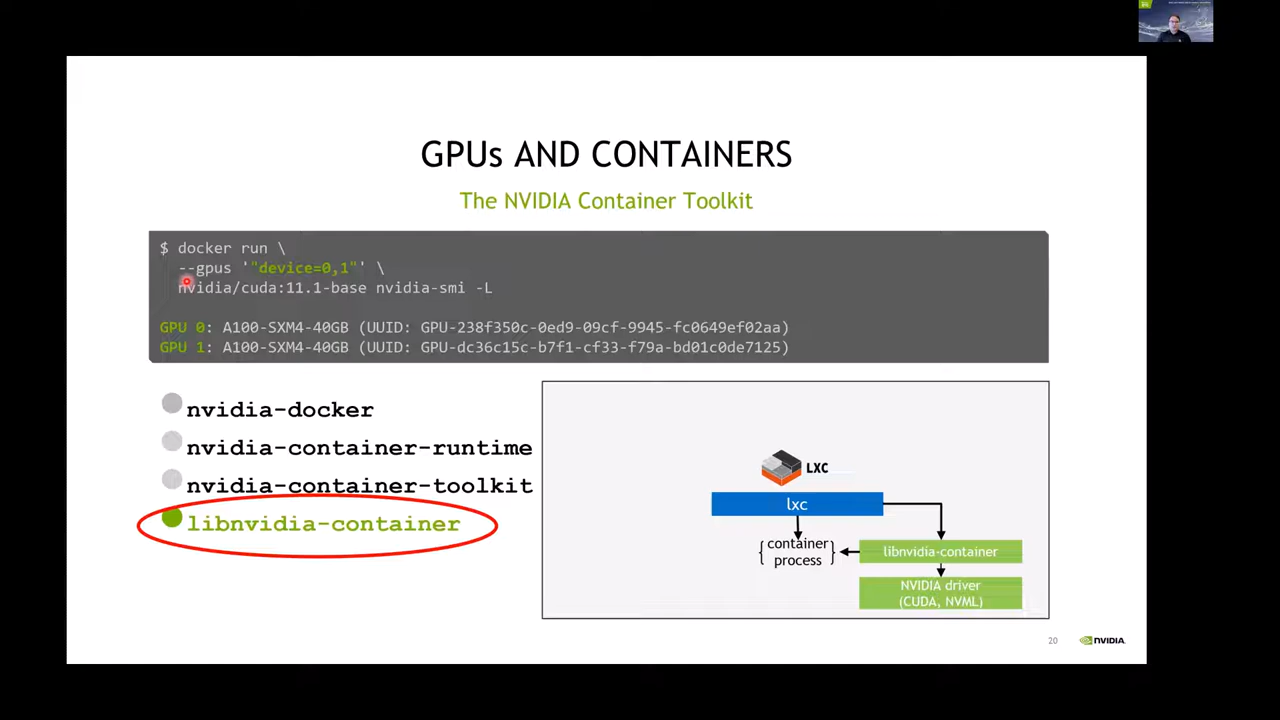 GPUs AND CONTAINERS
The NVIDIA Container Toolkit
$ docker run \
--gpus '"device=0,1"' \
nvidia/cuda:11.1-base nvidia-smi -L
GPU 0: A100-SXM4-40GB (UUID: GPU-238f350c-0ed9-09cf-9945-fc0649ef02aa)
GPU 1: A100-SXM4-40GB (UUID: GPU-dc36c15c-b7f1-cf33-f79a-bd01c0de7125)
nvidia-docker
nvidia-container-runtime
nvidia-container-toolkit
libnvidia-container
LXC
lxc
{container
process}
libnvidia-container
NVIDIA driver
(CUDA, NVML)
20
NVIDIA.